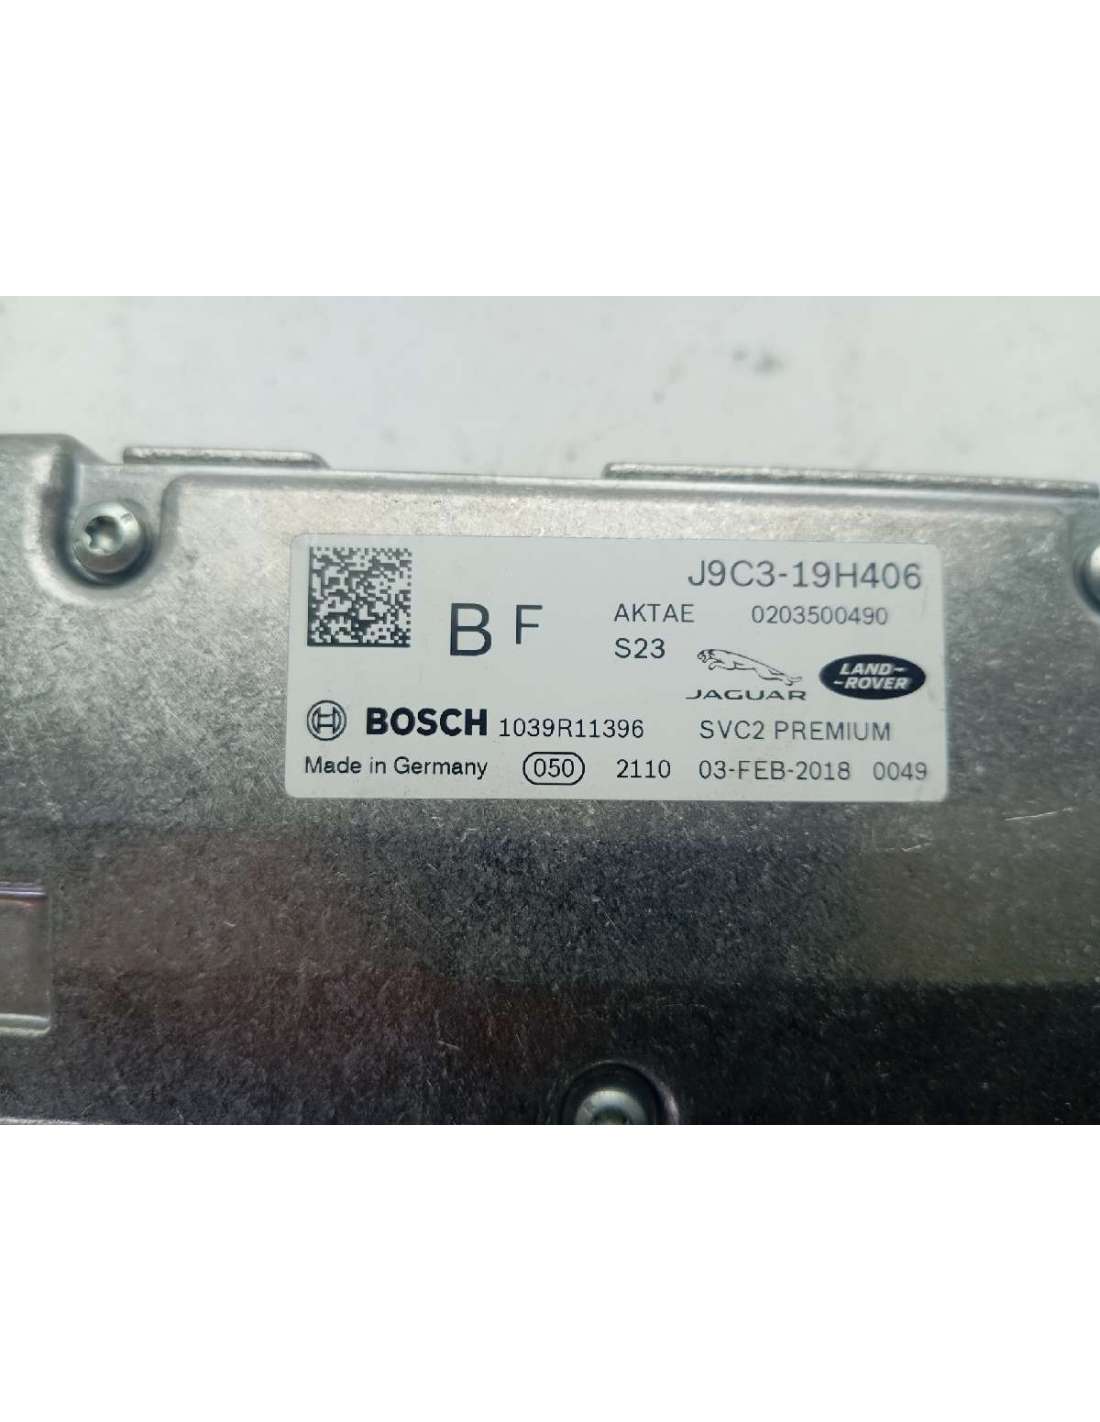 J9C3-19H406
B F
AKTAE 0203500490
S23
JAGUAR
LAND-
-ROVER
BOSCH 1039R11396 SVC2 PREMIUM
Made in Germany 050 2110 03-FEB-2018 0049